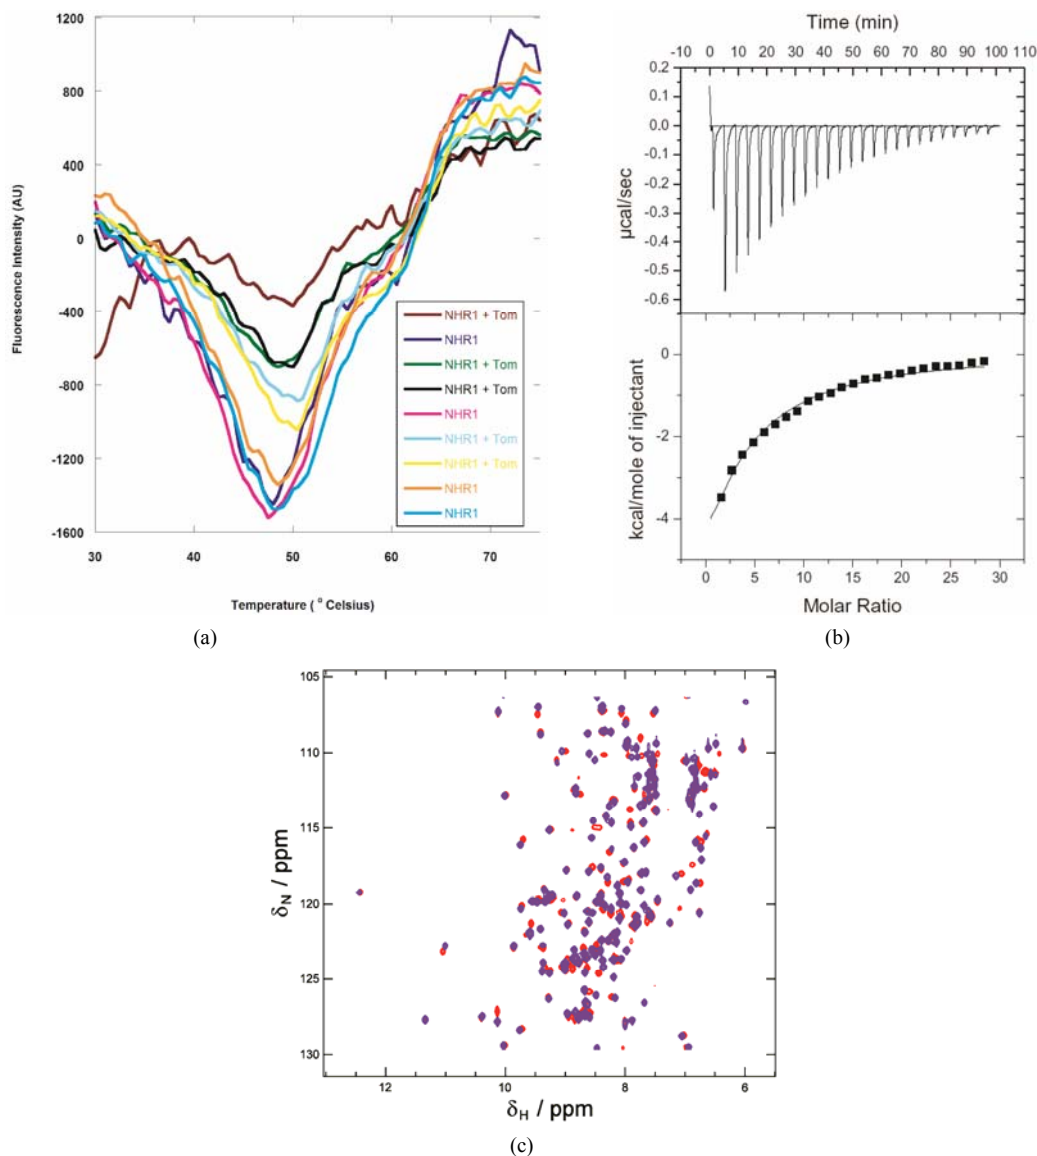 1200
800
400
0
-400
-800
-1200
-1600
Fluorescence Intensity (AU)
NHR1 + Tom
NHR1
NHR1 + Tom
NHR1 + Tom
NHR1
NHR1 + Tom
NHR1 + Tom
NHR1
NHR1
30 40 50 60 70
Temperature ( ° Celsius)
(a)
Time (min)
-10 0 10 20 30 40 50 60 70 80 90 100 110
0.2
0.1
0.0
-0.1
-0.2
-0.3
-0.4
-0.5
-0.6
µcal/sec
0
-2
-4
kcal/mole of injectant
0 5 10 15 20 25 30
Molar Ratio
(b)
105
110
115
120
125
130
δN / ppm
12 10 8 6
δH / ppm
(c)